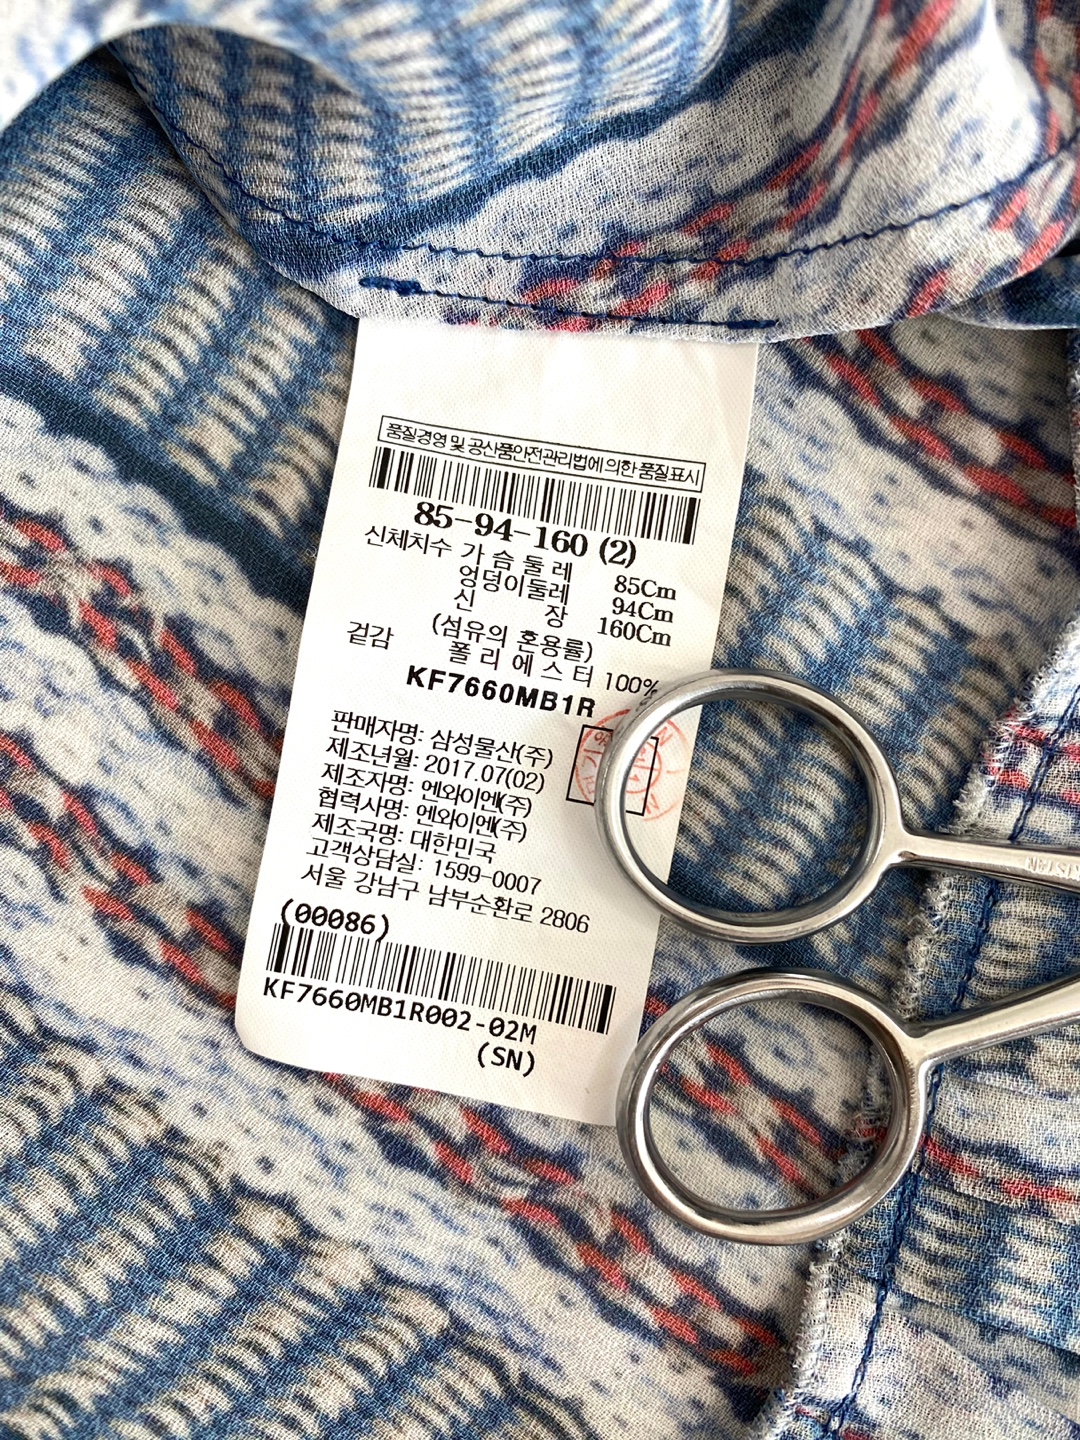 품질경영 및 공산품안전관리법에 의한 품질표시
85-94-160 (2)
신체치수 가슴둘레 85Cm
엉덩이둘레 94Cm
신장 160Cm
(섬유의 혼용률)
겉감 폴리에스터 100%
KF7660MB1R
판매자명: 삼성물산(주)
제조년월: 2017.07(02)
제조자명: 엔와이엔(주)
협력사명: 엔와이엔(주)
제조국명: 대한민국
고객상담실: 1599-0007
서울 강남구 남부순환로 2806
(00086)
KF7660MB1R002-02M
(SN)